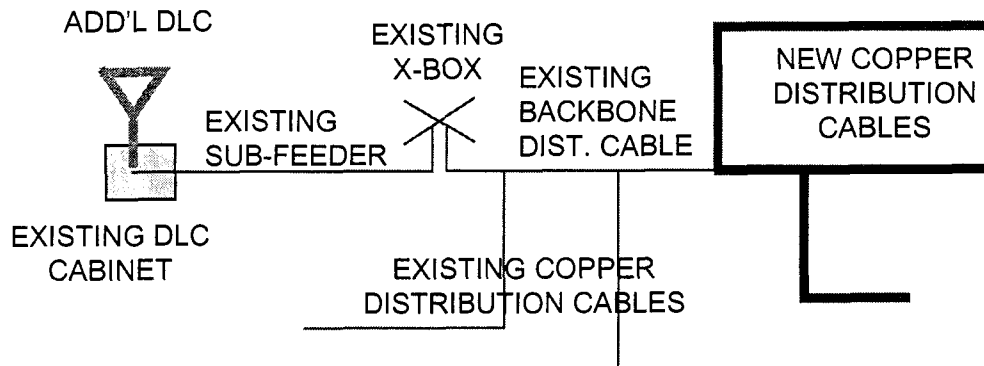 ADD'L DLC
EXISTING
X-BOX
EXISTING
SUB-FEEDER
EXISTING
BACKBONE
DIST. CABLE
NEW COPPER
DISTRIBUTION
CABLES
EXISTING DLC
CABINET
EXISTING COPPER
DISTRIBUTION CABLES